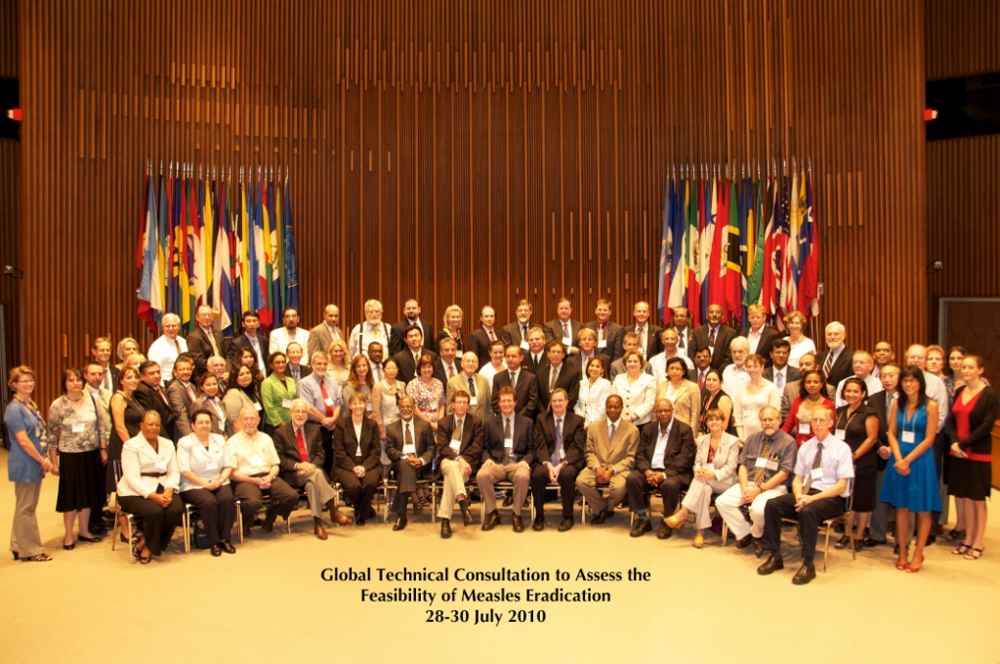 Global Technical Consultation to Assess the
Feasibility of Measles Eradication
28-30 July 2010